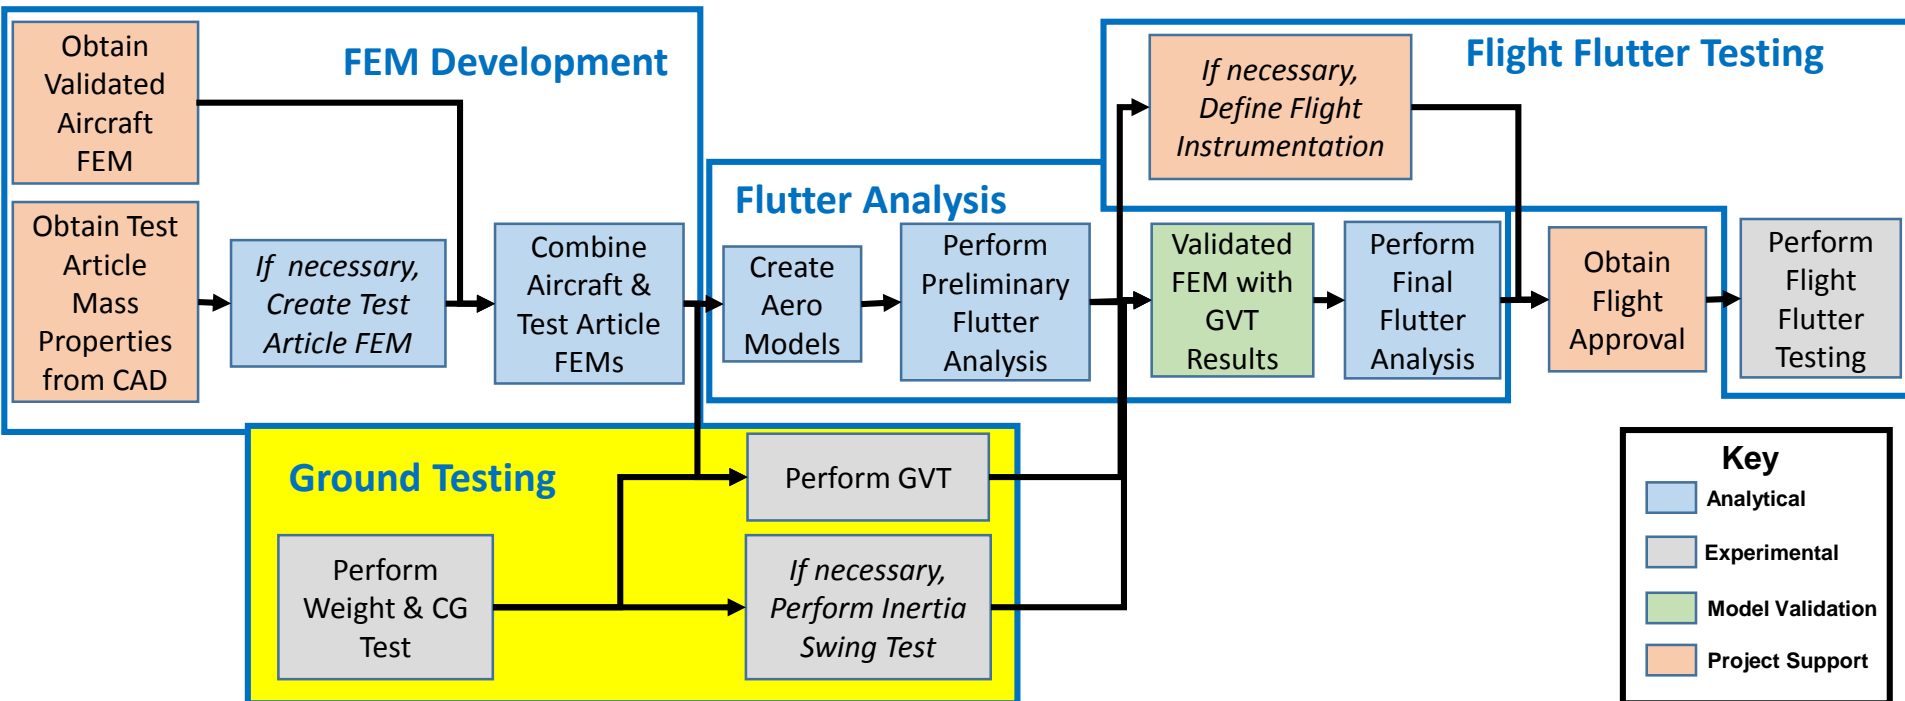 FEM Development
Obtain
Validated
Aircraft
FEM
Obtain Test
Article
Mass
Properties
from CAD
If necessary,
Create Test
Article FEM
Combine
Aircraft &
Test Article
FEMs
Flutter Analysis
Create
Aero
Models
Perform
Preliminary
Flutter
Analysis
Validated
FEM with
GVT
Results
Perform
Final
Flutter
Analysis
Flight Flutter Testing
If necessary,
Define Flight
Instrumentation
Obtain
Flight
Approval
Perform
Flight
Flutter
Testing
Ground Testing
Perform GVT
Perform
Weight & CG
Test
If necessary,
Perform Inertia
Swing Test
Key
Analytical
Experimental
Model Validation
Project Support